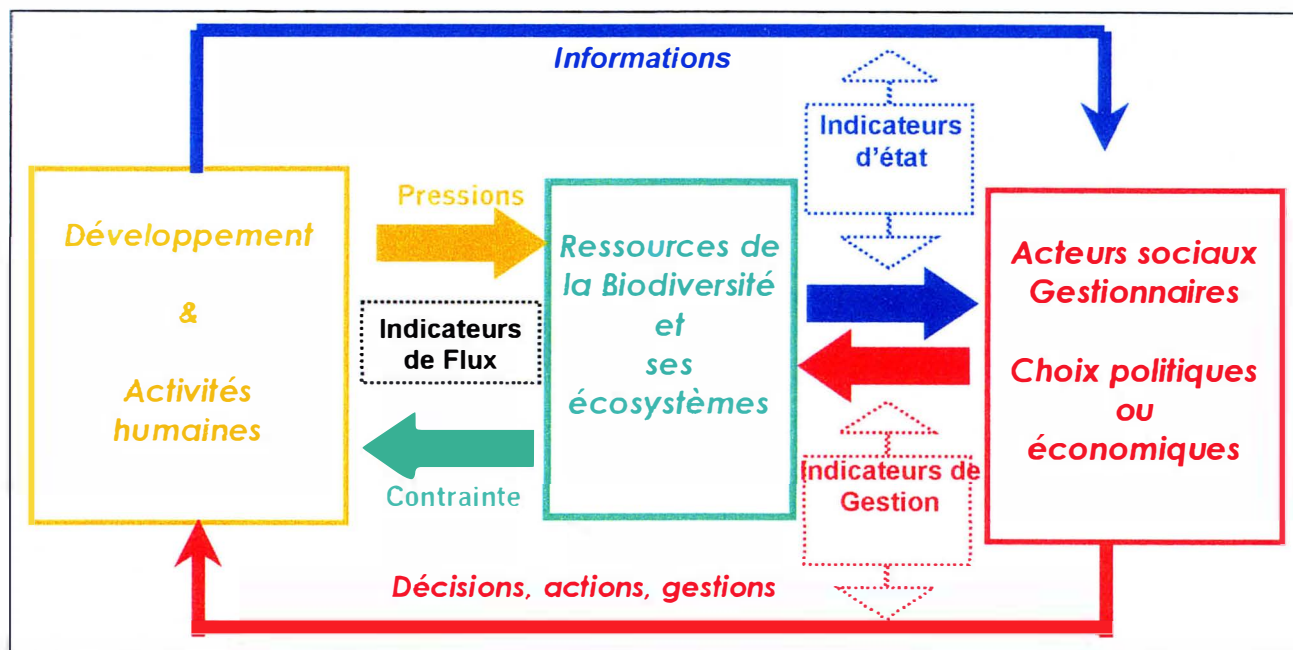 Informations
Indicateurs
d'état
Développement
&
Activités
humaines
Pressions
Indicateurs
de Flux
Contrainte
Ressources de
la Biodiversité
et
ses
écosystèmes
Acteurs sociaux
Gestionnaires
Choix politiques
ou
économiques
Indicateurs de
Gestion
Décisions, actions, gestions